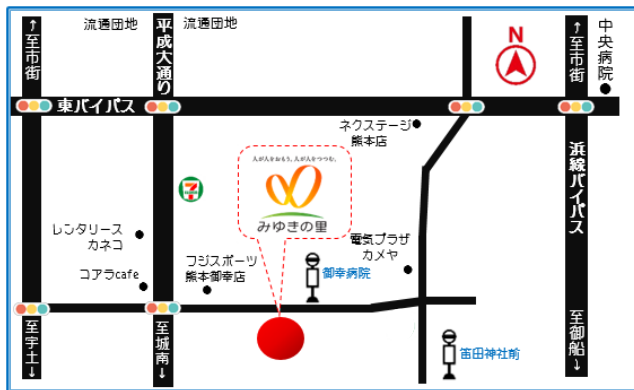 流通団地
流通団地
↑至市街
平成大通り
N
↑至市街
中央病院
東バイパス
ネクステージ
熊本店
浜線バイパス
人が人をおもう、人が人をつつむ。
みゆきの里
7
レンタリース
カネコ
コアラcafe
フジスポーツ
熊本御幸店
御幸病院
電気プラザ
カメヤ
至宇土↓
至城南↓
笛田神社前
至御船↓